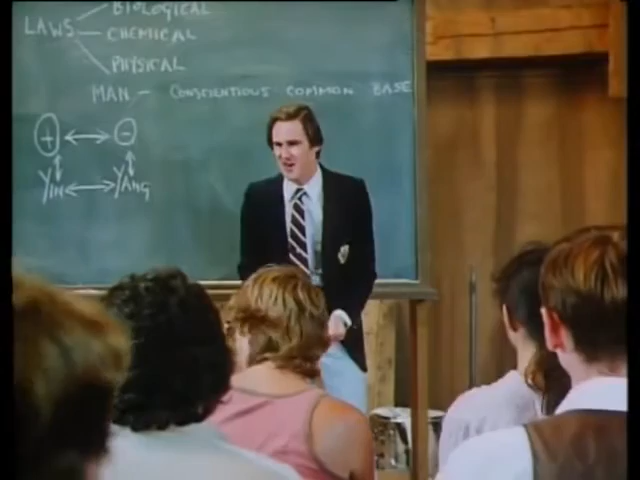 BIOLOGICAL
LAWS — CHEMICAL
PHYSICAL
MAN — CONSCIENTIOUS COMMON BASE
+ ↔ -
↕ ↕
YIN ↔ YANG